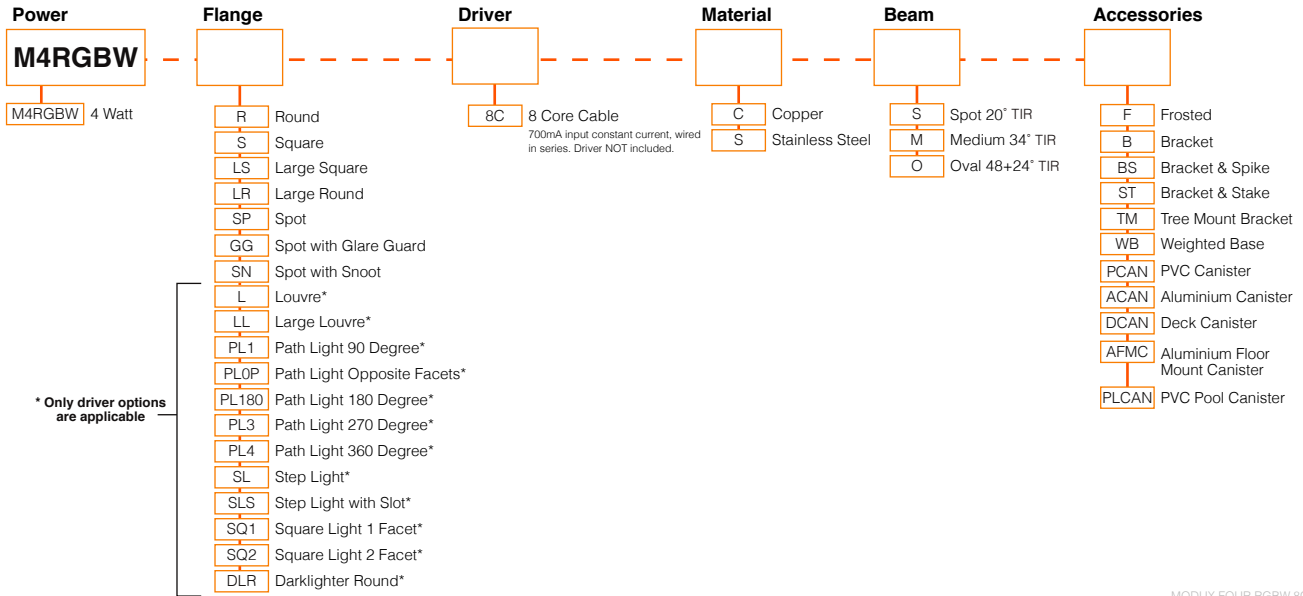 Power
M4RGBW
M4RGBW 4 Watt
Flange
R Round
S Square
LS Large Square
LR Large Round
SP Spot
GG Spot with Glare Guard
SN Spot with Snoot
L Louvre*
LL Large Louvre*
PL1 Path Light 90 Degree*
PL0P Path Light Opposite Facets*
PL180 Path Light 180 Degree*
PL3 Path Light 270 Degree*
PL4 Path Light 360 Degree*
SL Step Light*
SLS Step Light with Slot*
SQ1 Square Light 1 Facet*
SQ2 Square Light 2 Facet*
DLR Darklighter Round*
* Only driver options
are applicable
Driver
8C 8 Core Cable
700mA input constant current, wired
in series. Driver NOT included.
Material
C Copper
S Stainless Steel
Beam
S Spot 20° TIR
M Medium 34° TIR
O Oval 48+24° TIR
Accessories
F Frosted
B Bracket
BS Bracket & Spike
ST Bracket & Stake
TM Tree Mount Bracket
WB Weighted Base
PCAN PVC Canister
ACAN Aluminium Canister
DCAN Deck Canister
AFMC Aluminium Floor
Mount Canister
PLCAN PVC Pool Canister